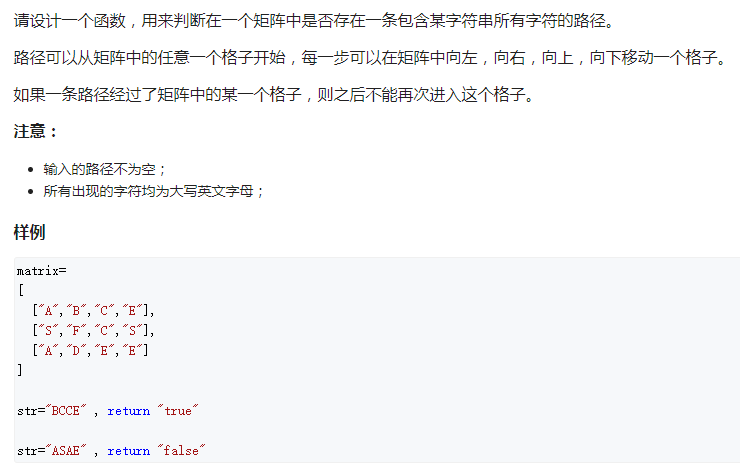 请设计一个函数，用来判断在一个矩阵中是否存在一条包含某字符串所有字符的路径。
路径可以从矩阵中的任意一个格子开始，每一步可以在矩阵中向左，向右，向上，向下移动一个格子。
如果一条路径经过了矩阵中的某一个格子，则之后不能再次进入这个格子。
注意：
输入的路径不为空；
所有出现的字符均为大写英文字母；
样例
matrix=
[
["A","B","C","E"],
["S","F","C","S"],
["A","D","E","E"]
]
str="BCCE" , return "true"
str="ASAE" , return "false"